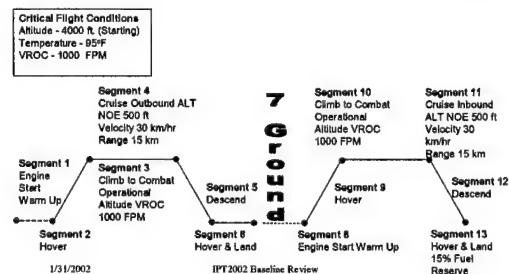 Critical Flight Conditions
Altitude - 4000 ft. (Starting)
Temperature - 95ºF
VROC - 1000 FPM
Segment 4
Cruise Outbound ALT
NOE 500 ft
Velocity 30 km/hr
Range 15 km
7 Ground
Segment 10
Climb to Combat
Operational
Altitude VROC
1000 FPM
Segment 11
Cruise Inbound
ALT NOE 500 ft
Velocity 30
km/hr
Range 15 km
Segment 1
Engine
Start
Warm Up
Segment 3
Climb to Combat
Operational
Altitude VROC
1000 FPM
Segment 5
Descend
Segment 9
Hover
Segment 12
Descend
Segment 2
Hover
Segment 6
Hover & Land
Segment 8
Engine Start Warm Up
Segment 13
Hover & Land
15% Fuel
Reserve
1/31/2002
IPT2002 Baseline Review